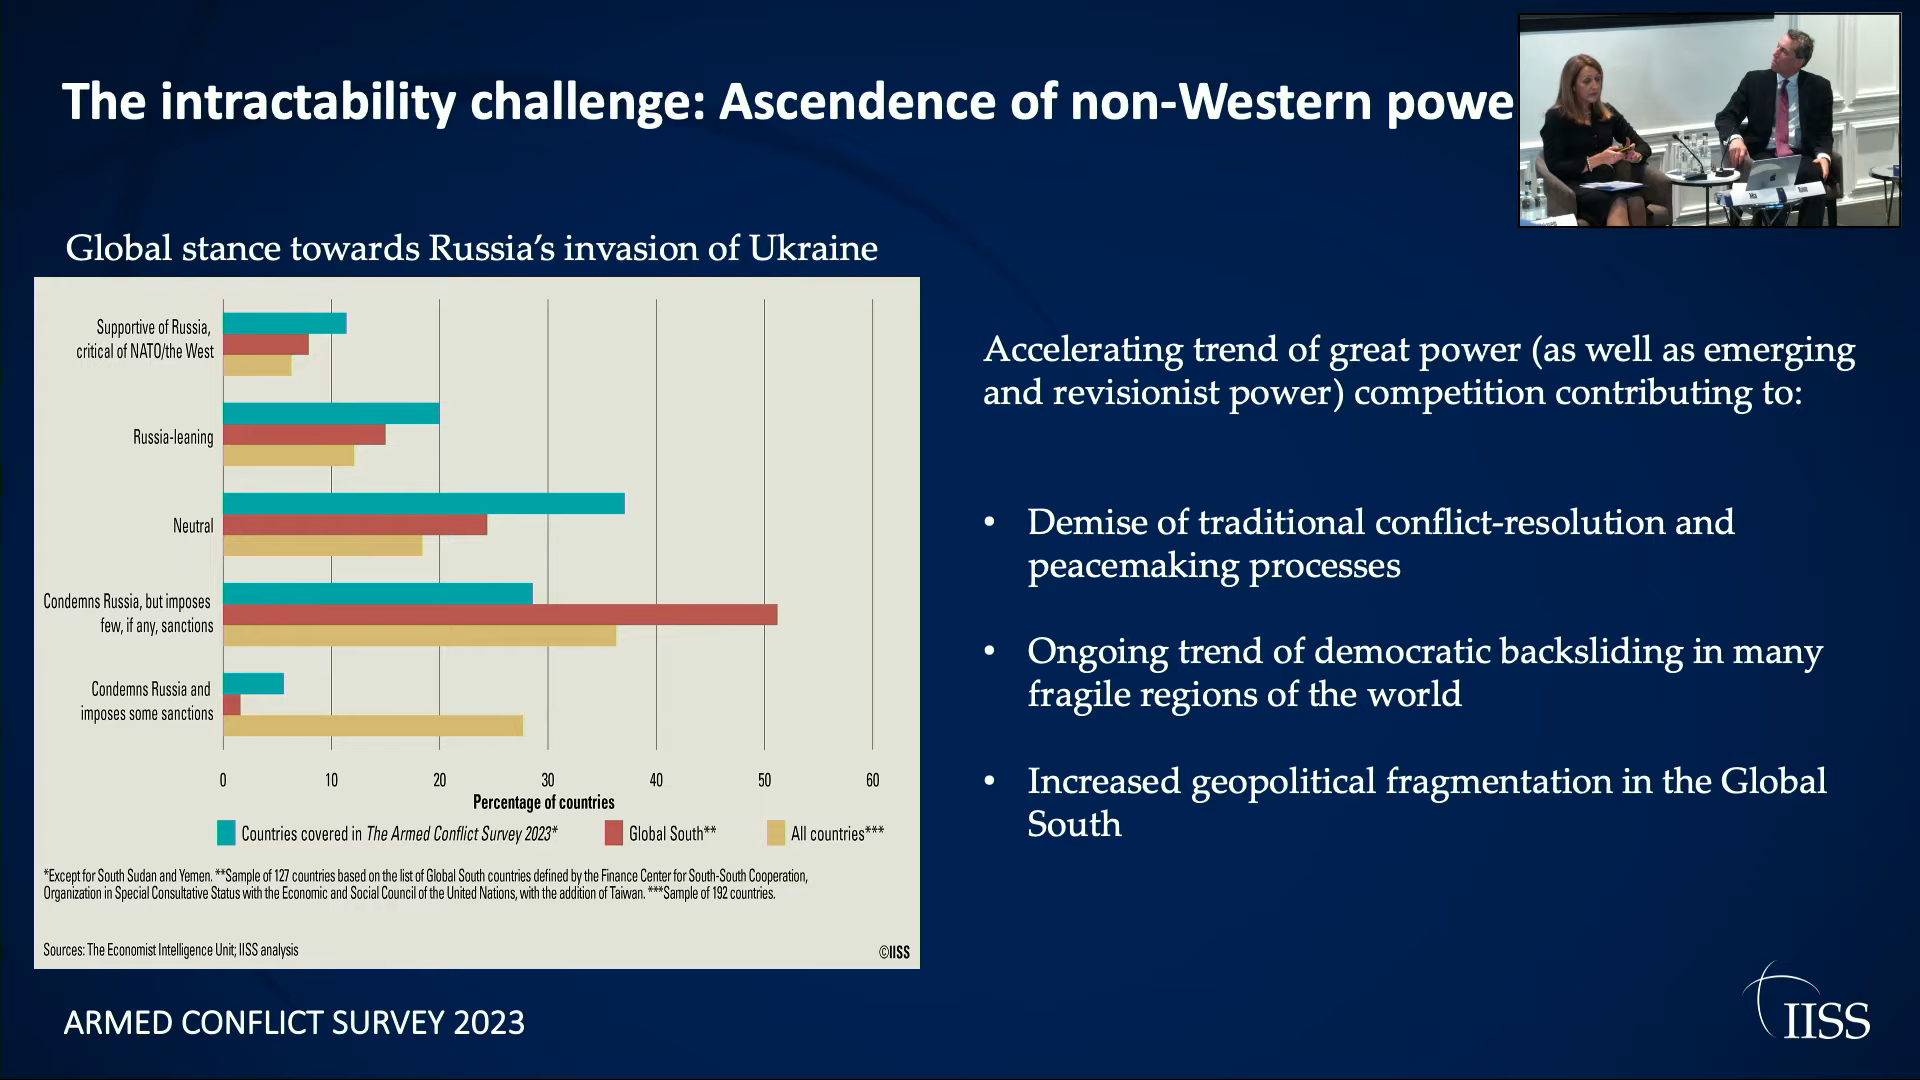 The intractability challenge: Ascendence of non-Western powe
Global stance towards Russia's invasion of Ukraine
Supportive of Russia,
critical of NATO/the West
Russia-leaning
Neutral
Condemns Russia, but imposes
few, if any, sanctions
Condemns Russia and
imposes some sanctions
0 10 20 30 40 50 60
Percentage of countries
Countries covered in The Armed Conflict Survey 2023* Global South** All countries***
*Except for South Sudan and Yemen. **Sample of 127 countries based on the list of Global South countries defined by the Finance Center for South-South Cooperation,
Organization in Special Consultative Status with the Economic and Social Council of the United Nations, with the addition of Taiwan. ***Sample of 192 countries.
Sources: The Economist Intelligence Unit; IISS analysis
©IISS
Accelerating trend of great power (as well as emerging
and revisionist power) competition contributing to:
• Demise of traditional conflict-resolution and
peacemaking processes
• Ongoing trend of democratic backsliding in many
fragile regions of the world
• Increased geopolitical fragmentation in the Global
South
ARMED CONFLICT SURVEY 2023
IISS